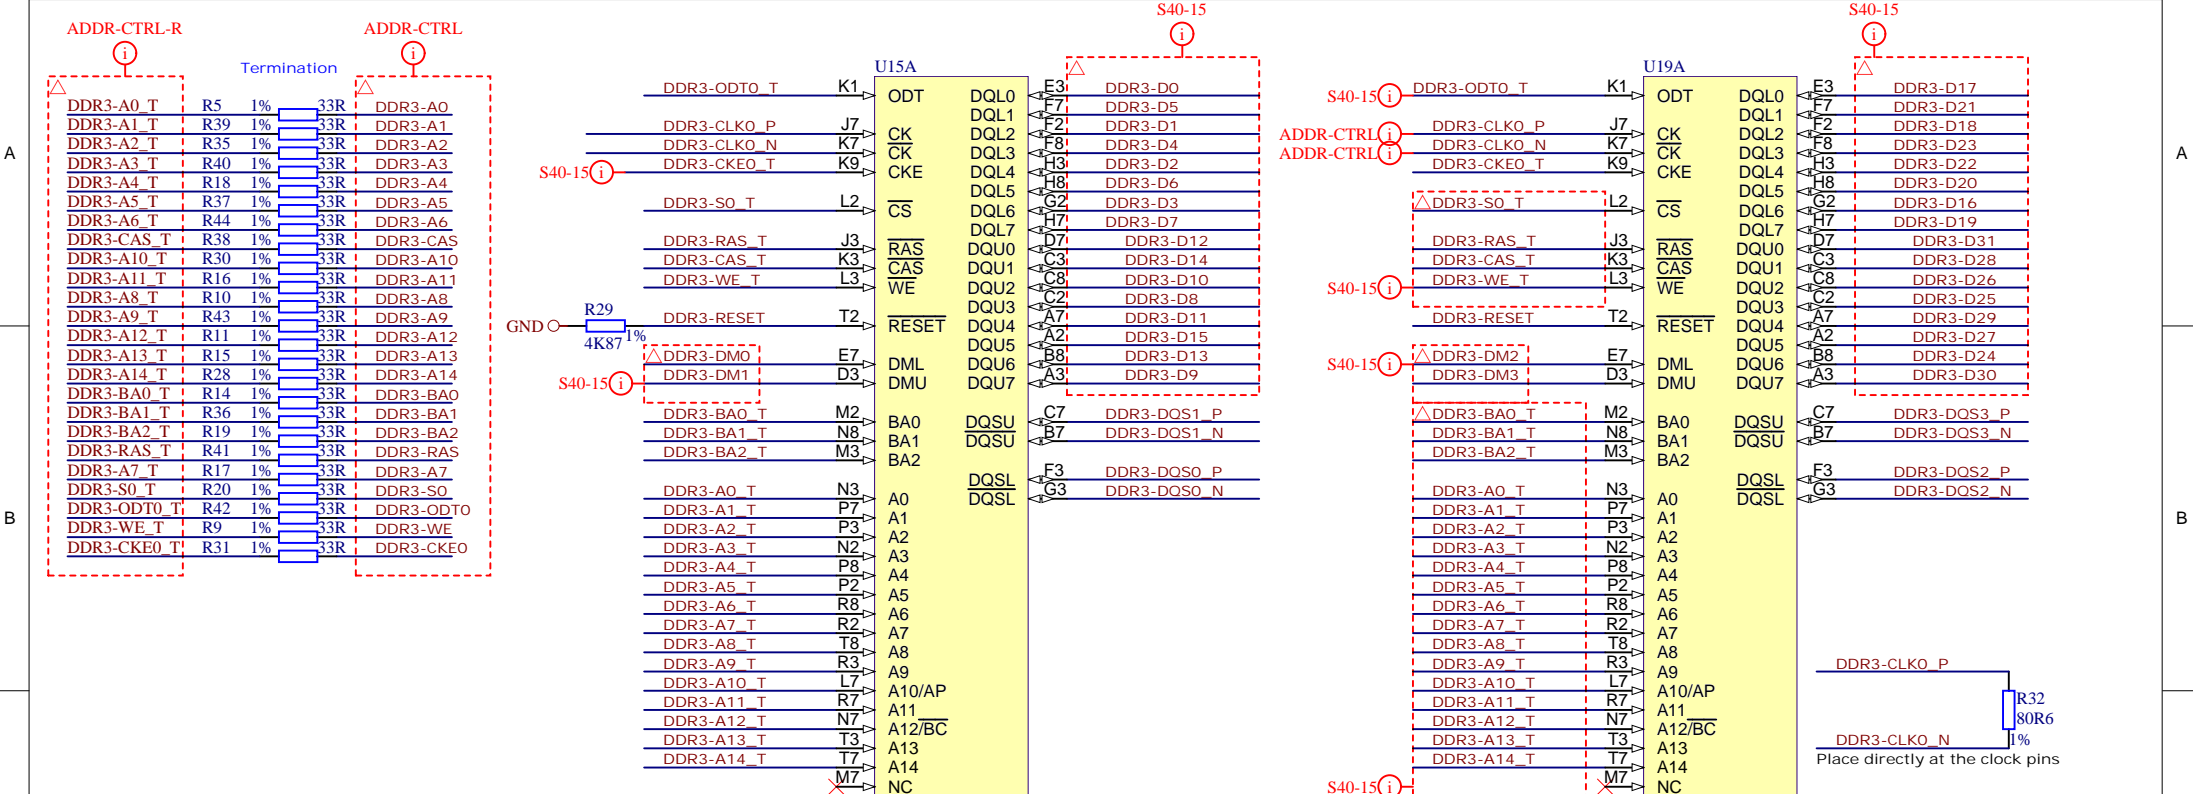 ADDR-CTRL-R
ADDR-CTRL
S40-15
S40-15
Termination
U15A
U19A
DDR3-A0_T R5 1% 33R DDR3-A0
DDR3-A1_T R39 1% 33R DDR3-A1
DDR3-A2_T R35 1% 33R DDR3-A2
DDR3-A3_T R40 1% 33R DDR3-A3
DDR3-A4_T R18 1% 33R DDR3-A4
DDR3-A5_T R37 1% 33R DDR3-A5
DDR3-A6_T R44 1% 33R DDR3-A6
DDR3-CAS_T R38 1% 33R DDR3-CAS
DDR3-A10_T R30 1% 33R DDR3-A10
DDR3-A11_T R16 1% 33R DDR3-A11
DDR3-A8_T R10 1% 33R DDR3-A8
DDR3-A9_T R43 1% 33R DDR3-A9
DDR3-A12_T R11 1% 33R DDR3-A12
DDR3-A13_T R15 1% 33R DDR3-A13
DDR3-A14_T R28 1% 33R DDR3-A14
DDR3-BA0_T R14 1% 33R DDR3-BA0
DDR3-BA1_T R36 1% 33R DDR3-BA1
DDR3-BA2_T R19 1% 33R DDR3-BA2
DDR3-RAS_T R41 1% 33R DDR3-RAS
DDR3-A7_T R17 1% 33R DDR3-A7
DDR3-S0_T R20 1% 33R DDR3-S0
DDR3-ODT0_T R42 1% 33R DDR3-ODT0
DDR3-WE_T R9 1% 33R DDR3-WE
DDR3-CKE0_T R31 1% 33R DDR3-CKE0
A
B
DDR3-ODT0_T K1 ODT
DDR3-CLK0_P J7 CK
DDR3-CLK0_N K7 CK
S40-15 i DDR3-CKE0_T K9 CKE
DDR3-S0_T L2 CS
DDR3-RAS_T J3 RAS
DDR3-CAS_T K3 CAS
DDR3-WE_T L3 WE
GND R29 4K87 1% DDR3-RESET T2 RESET
DDR3-DM0 E7 DML
S40-15 i DDR3-DM1 D3 DMU
DDR3-BA0_T M2 BA0
DDR3-BA1_T N8 BA1
DDR3-BA2_T M3 BA2
DDR3-A0_T N3 A0
DDR3-A1_T P7 A1
DDR3-A2_T P3 A2
DDR3-A3_T N2 A3
DDR3-A4_T P8 A4
DDR3-A5_T P2 A5
DDR3-A6_T R8 A6
DDR3-A7_T R2 A7
DDR3-A8_T T8 A8
DDR3-A9_T R3 A9
DDR3-A10_T L7 A10/AP
DDR3-A11_T R7 A11
DDR3-A12_T N7 A12/BC
DDR3-A13_T T3 A13
DDR3-A14_T T7 A14
M7 NC
DQL0 E3 DDR3-D0
DQL1 F7 DDR3-D5
DQL2 F2 DDR3-D1
DQL3 F8 DDR3-D4
DQL4 H3 DDR3-D2
DQL5 H8 DDR3-D6
DQL6 G2 DDR3-D3
DQL7 H7 DDR3-D7
DQU0 D7 DDR3-D12
DQU1 C3 DDR3-D14
DQU2 C8 DDR3-D10
DQU3 C2 DDR3-D8
DQU4 A7 DDR3-D11
DQU5 A2 DDR3-D15
DQU6 B8 DDR3-D13
DQU7 A3 DDR3-D9
DQSU C7 DDR3-DQS1_P
DQSU B7 DDR3-DQS1_N
DQSL F3 DDR3-DQS0_P
DQSL G3 DDR3-DQS0_N
S40-15 i DDR3-ODT0_T K1 ODT
ADDR-CTRL i DDR3-CLK0_P J7 CK
ADDR-CTRL i DDR3-CLK0_N K7 CK
DDR3-CKE0_T K9 CKE
DDR3-S0_T L2 CS
DDR3-RAS_T J3 RAS
DDR3-CAS_T K3 CAS
S40-15 i DDR3-WE_T L3 WE
DDR3-RESET T2 RESET
S40-15 i DDR3-DM2 E7 DML
DDR3-DM3 D3 DMU
DDR3-BA0_T M2 BA0
DDR3-BA1_T N8 BA1
DDR3-BA2_T M3 BA2
DDR3-A0_T N3 A0
DDR3-A1_T P7 A1
DDR3-A2_T P3 A2
DDR3-A3_T N2 A3
DDR3-A4_T P8 A4
DDR3-A5_T P2 A5
DDR3-A6_T R8 A6
DDR3-A7_T R2 A7
DDR3-A8_T T8 A8
DDR3-A9_T R3 A9
DDR3-A10_T L7 A10/AP
DDR3-A11_T R7 A11
DDR3-A12_T N7 A12/BC
DDR3-A13_T T3 A13
DDR3-A14_T T7 A14
S40-15 i M7 NC
DQL0 E3 DDR3-D17
DQL1 F7 DDR3-D21
DQL2 F2 DDR3-D18
DQL3 F8 DDR3-D23
DQL4 H3 DDR3-D22
DQL5 H8 DDR3-D20
DQL6 G2 DDR3-D16
DQL7 H7 DDR3-D19
DQU0 D7 DDR3-D31
DQU1 C3 DDR3-D28
DQU2 C8 DDR3-D26
DQU3 C2 DDR3-D25
DQU4 A7 DDR3-D29
DQU5 A2 DDR3-D27
DQU6 B8 DDR3-D24
DQU7 A3 DDR3-D30
DQSU C7 DDR3-DQS3_P
DQSU B7 DDR3-DQS3_N
DQSL F3 DDR3-DQS2_P
DQSL G3 DDR3-DQS2_N
DDR3-CLK0_P
R32
80R6
1%
DDR3-CLK0_N
Place directly at the clock pins
A
B